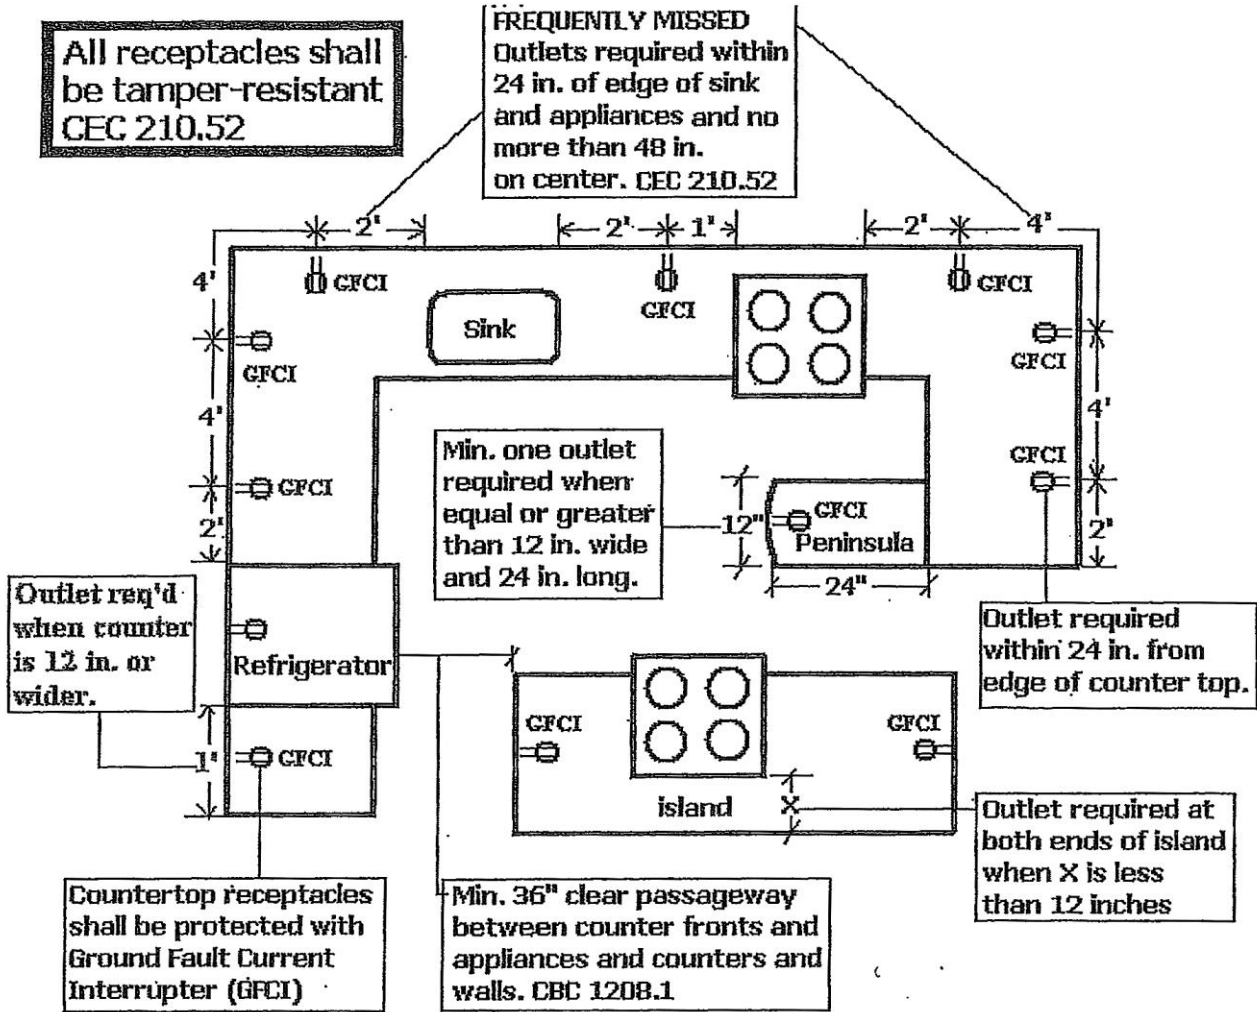 All receptacles shall
be tamper-resistant
CEC 210.52
FREQUENTLY MISSED
Outlets required within
24 in. of edge of sink
and appliances and no
more than 48 in.
on center. CEC 210.52
2'
2'
1'
2'
4'
4'
GFCI
GFCI
GFCI
Sink
GFCI
GFCI
4'
4'
GFCI
GFCI
2'
2'
Min. one outlet
required when
equal or greater
than 12 in. wide
and 24 in. long.
12"
GFCI
Peninsula
24"
Outlet req'd
when counter
is 12 in. or
wider.
Refrigerator
Outlet required
within 24 in. from
edge of counter top.
1'
GFCI
GFCI
GFCI
island
X
Outlet required at
both ends of island
when X is less
than 12 inches
Countertop receptacles
shall be protected with
Ground Fault Current
Interrupter (GFCI)
Min. 36" clear passageway
between counter fronts and
appliances and counters and
walls. CBC 1208.1